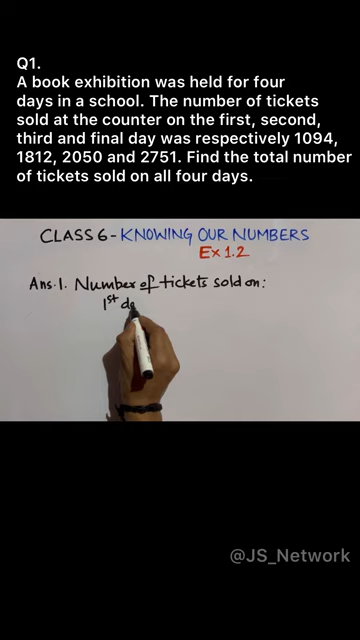 Q1.
A book exhibition was held for four
days in a school. The number of tickets
sold at the counter on the first, second,
third and final day was respectively 1094,
1812, 2050 and 2751. Find the total number
of tickets sold on all four days.
CLASS 6 - KNOWING OUR NUMBERS
Ex 1.2
Ans.1. Number of tickets sold on:
1st da
@JS_Network